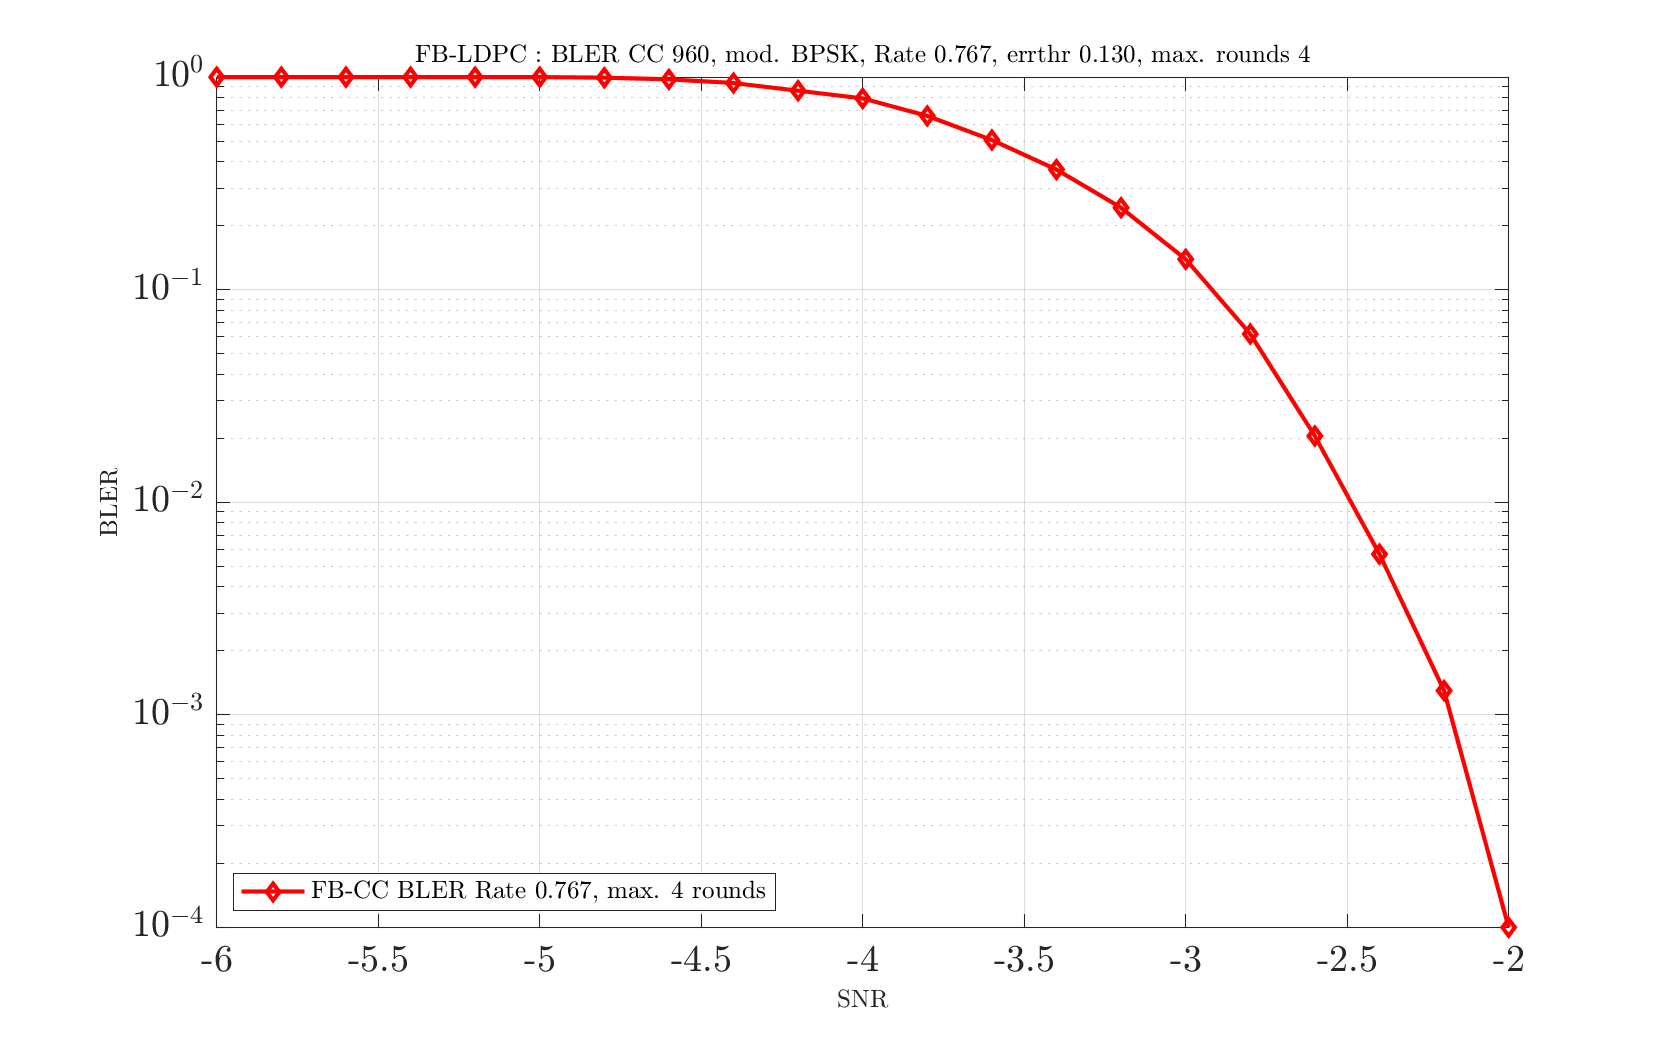 FB-LDPC : BLER CC 960, mod. BPSK, Rate 0.767, errthr 0.130, max. rounds 4
10^0
10^-1
10^-2
10^-3
10^-4
BLER
FB-CC BLER Rate 0.767, max. 4 rounds
-6 -5.5 -5 -4.5 -4 -3.5 -3 -2.5 -2
SNR